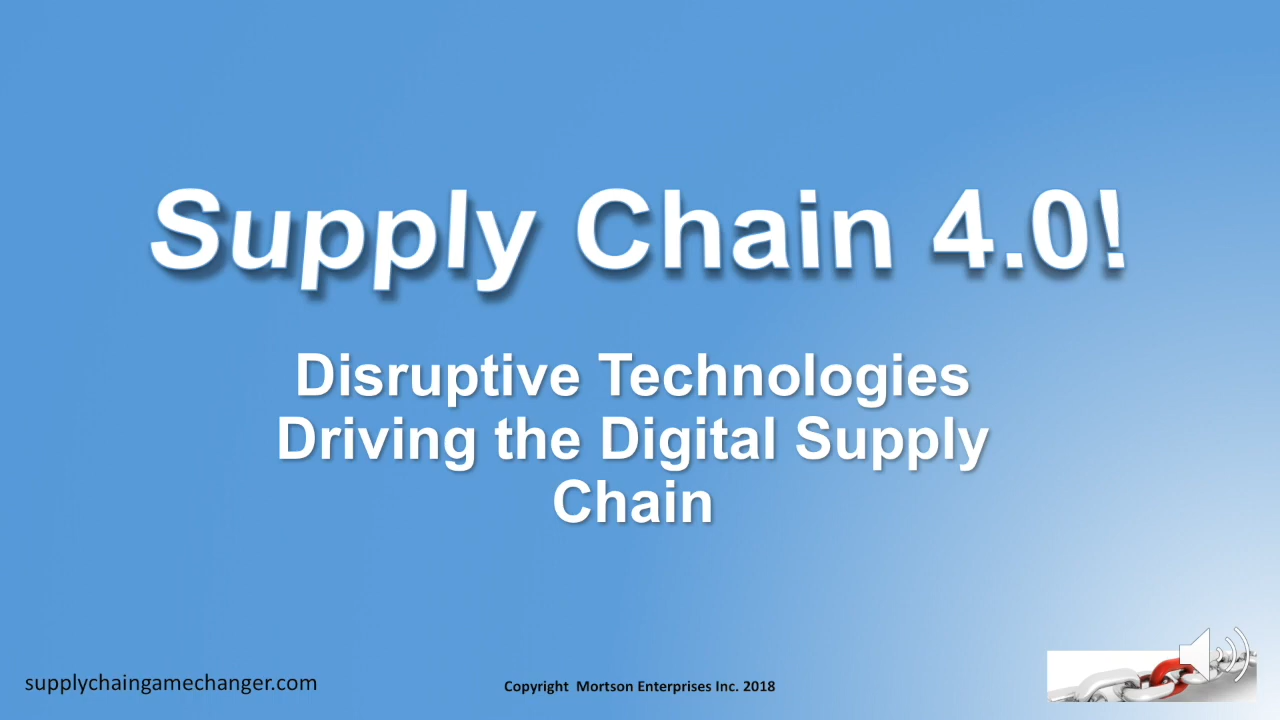 Supply Chain 4.0!
Disruptive Technologies
Driving the Digital Supply
Chain
supplychaingamechanger.com
Copyright  Mortson Enterprises Inc. 2018